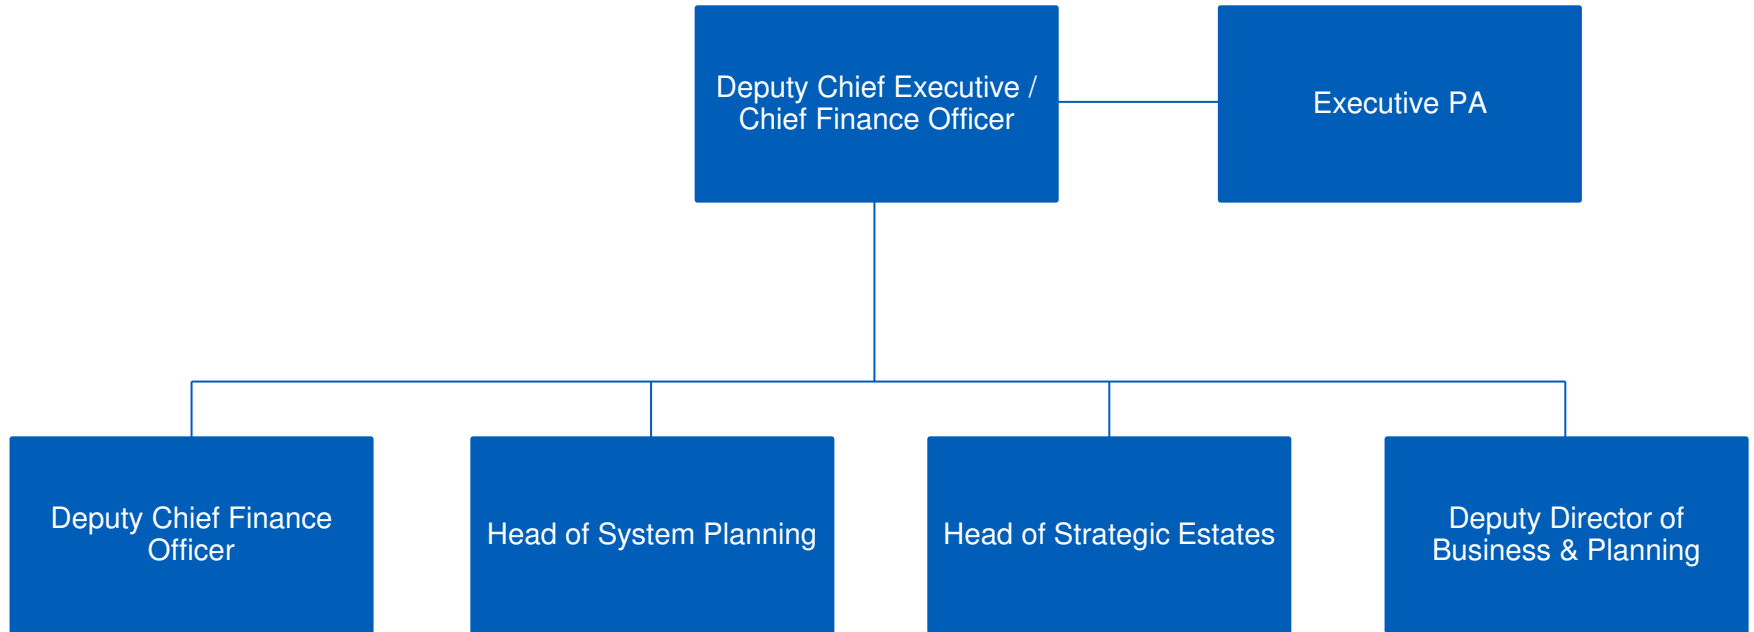 Deputy Chief Executive /
Chief Finance Officer
Executive PA
Deputy Chief Finance
Officer
Head of System Planning
Head of Strategic Estates
Deputy Director of
Business & Planning